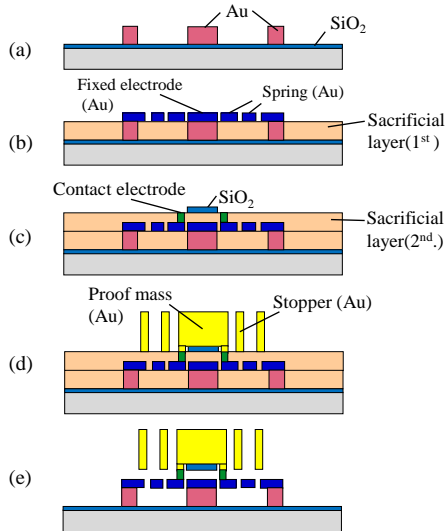 Au
SiO2
(a)
Fixed electrode
(Au)
Spring (Au)
Sacrificial
layer(1st )
(b)
Contact electrode
SiO2
Sacrificial
layer(2nd.)
(c)
Proof mass
(Au)
Stopper (Au)
(d)
(e)